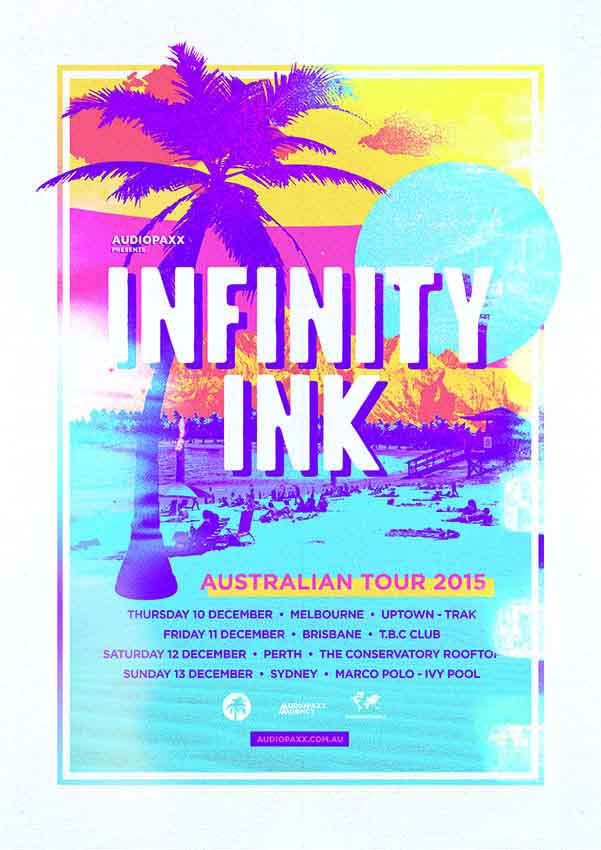 AUDIOPAXX
PRESENTS
INFINITY
INK
AUSTRALIAN TOUR 2015
THURSDAY 10 DECEMBER • MELBOURNE • UPTOWN - TRAK
FRIDAY 11 DECEMBER • BRISBANE • T.B.C CLUB
SATURDAY 12 DECEMBER • PERTH • THE CONSERVATORY ROOFTO
SUNDAY 13 DECEMBER • SYDNEY • MARCO POLO - IVY POOL
AUDIOPAXX
AGENCY
AUDIOPAXX.COM.AU